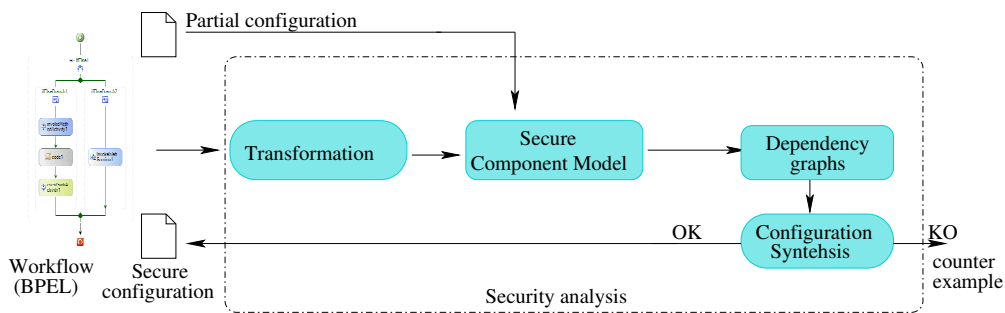 Partial configuration
Transformation
Secure
Component Model
Dependency
graphs
OK
Configuration
Syntehsis
KO
counter
example
Workflow
(BPEL)
Secure
configuration
Security analysis
code1